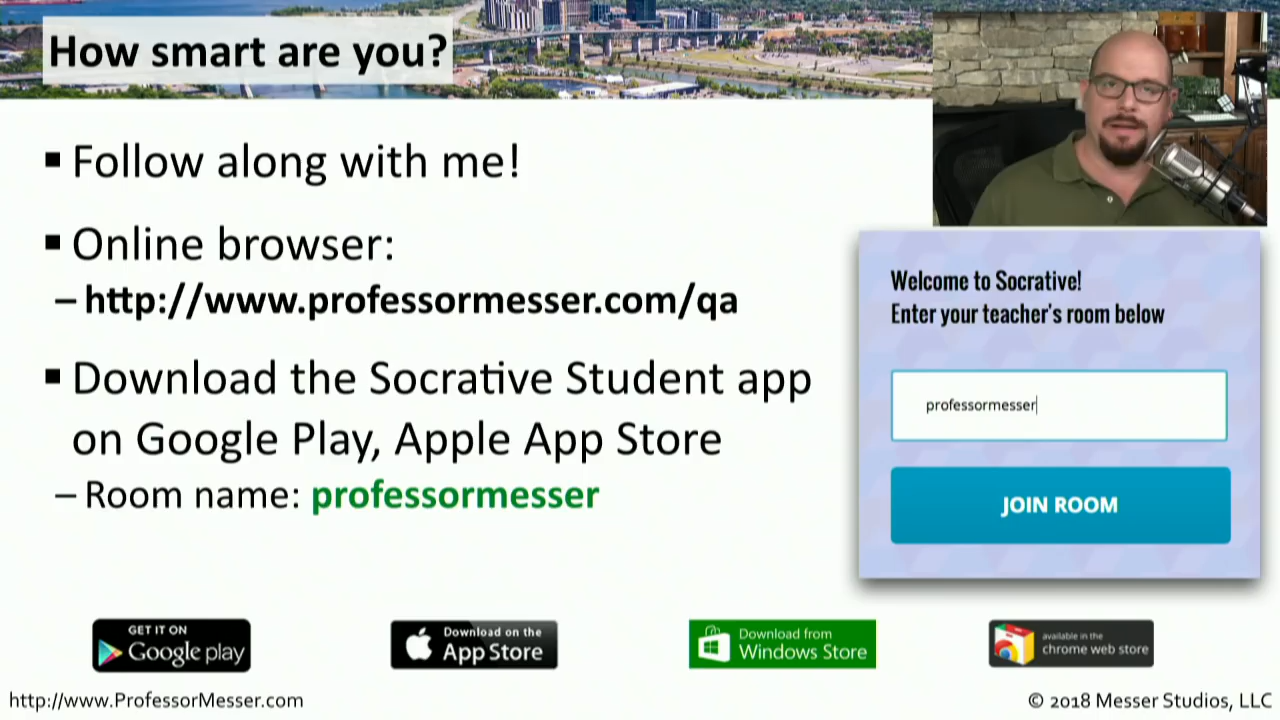 How smart are you?
▪ Follow along with me!
▪ Online browser:
– http://www.professormesser.com/qa
▪ Download the Socrative Student app
on Google Play, Apple App Store
– Room name: professormesser
Welcome to Socrative!
Enter your teacher's room below
professormesser
JOIN ROOM
GET IT ON
Google play
Download on the
App Store
Download from
Windows Store
available in the
chrome web store
http://www.ProfessorMesser.com
© 2018 Messer Studios, LLC